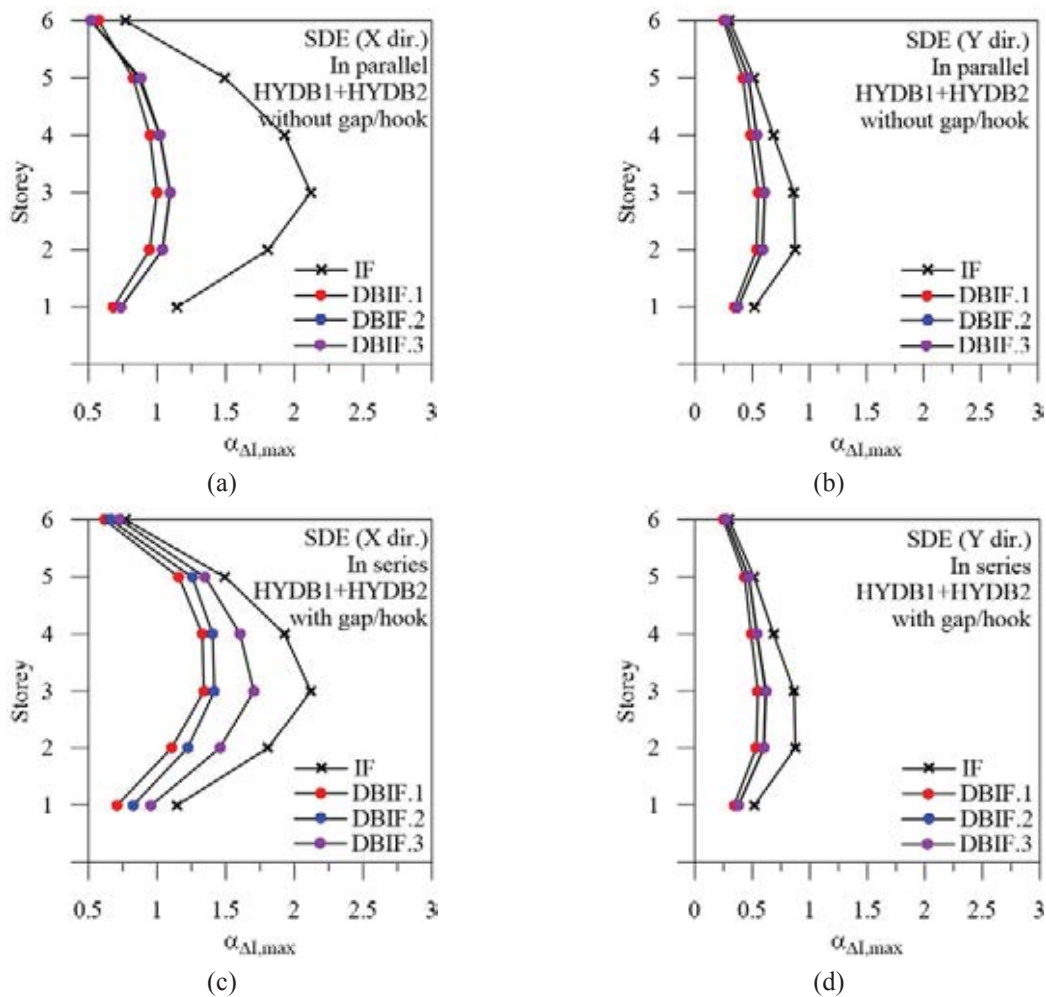 6
SDE (X dir.)
5
In parallel
HYDB1+HYDB2
without gap/hook
4
Storey
3
2
IF
DBIF.1
1
DBIF.2
DBIF.3
0.5 1 1.5 2 2.5 3
αΔI,max
(a)
6
SDE (Y dir.)
5
In parallel
HYDB1+HYDB2
without gap/hook
4
Storey
3
2
IF
DBIF.1
1
DBIF.2
DBIF.3
0 0.5 1 1.5 2 2.5 3
αΔI,max
(b)
6
SDE (X dir.)
In series
5
HYDB1+HYDB2
with gap/hook
4
Storey
3
2
IF
DBIF.1
1
DBIF.2
DBIF.3
0.5 1 1.5 2 2.5 3
αΔI,max
(c)
6
SDE (Y dir.)
In series
5
HYDB1+HYDB2
with gap/hook
4
Storey
3
2
IF
DBIF.1
1
DBIF.2
DBIF.3
0 0.5 1 1.5 2 2.5 3
αΔI,max
(d)